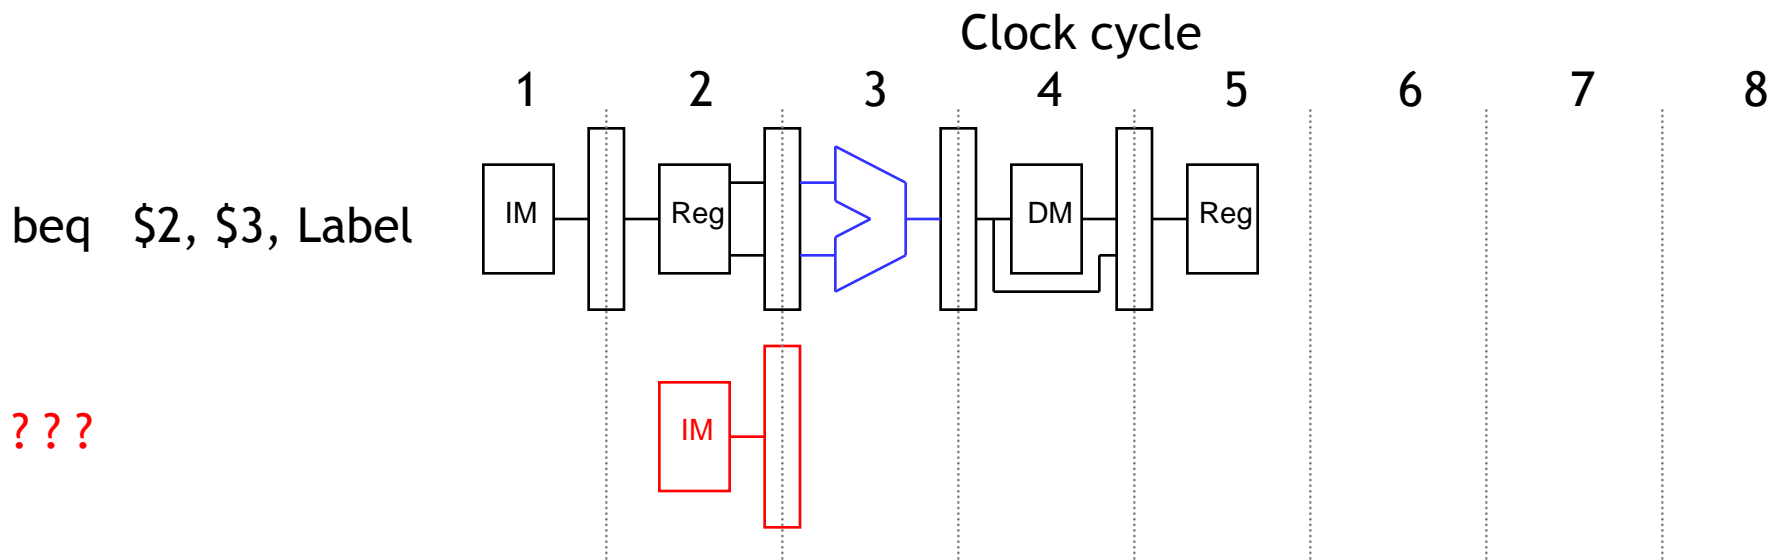 Clock cycle
1 2 3 4 5 6 7 8
beq $2, $3, Label IM Reg DM Reg
? ? ? IM